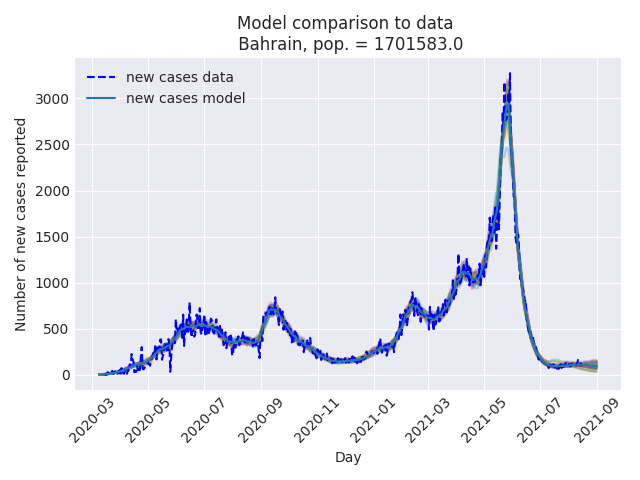 Model comparison to data
Bahrain, pop. = 1701583.0
new cases data
new cases model
Number of new cases reported
3000
2500
2000
1500
1000
500
0
2020-03
2020-05
2020-07
2020-09
2020-11
2021-01
2021-03
2021-05
2021-07
2021-09
Day